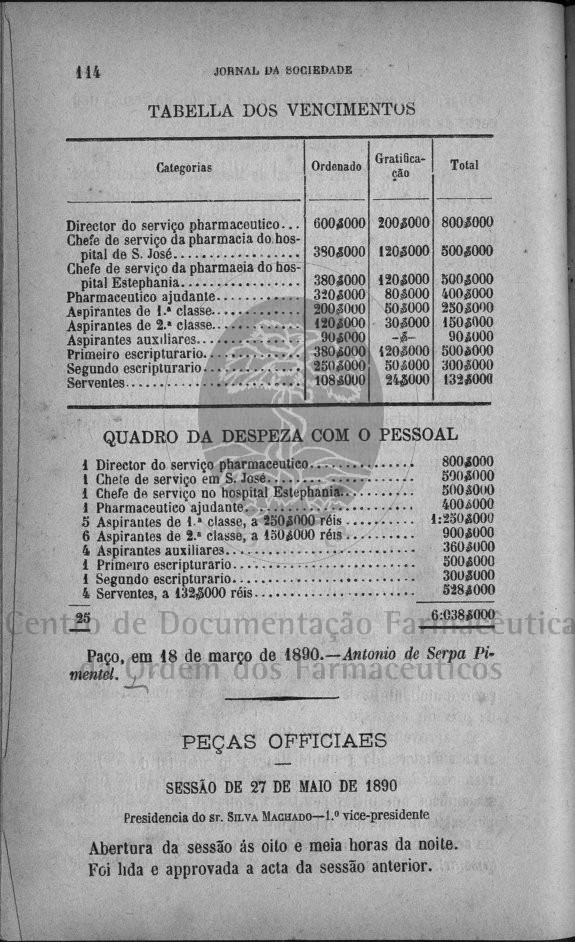 114 JORNAL DA SOCIEDADE
TABELLA DOS VENCIMENTOS
Categorias Ordenado Gratifica-ção Total
Director do serviço pharmaceutico... 600$000 200$000 800$000
Chefe de serviço da pharmacia do hos-
pital de S. José.................. 380$000 120$000 500$000
Chefe de serviço da pharmacia do hos-
pital Estephania.................. 380$000 120$000 500$000
Pharmaceutico ajudante............ 320$000 80$000 400$000
Aspirantes de 1.ª classe............ 200$000 50$000 250$000
Aspirantes de 2.ª classe............ 120$000 30$000 150$000
Aspirantes auxiliares............... 90$000 -$- 90$000
Primeiro escripturario.............. 380$000 120$000 500$000
Segundo escripturario.............. 250$000 50$000 300$000
Serventes......................... 108$000 24$000 132$000
QUADRO DA DESPEZA COM O PESSOAL
1 Director do serviço pharmaceutico............... 800$000
1 Chefe de serviço em S. José..................... 590$000
1 Chefe de serviço no hospital Estephania.......... 500$000
1 Pharmaceutico ajudante........................ 400$000
5 Aspirantes de 1.ª classe, a 250$000 réis .......... 1:250$000
6 Aspirantes de 2.ª classe, a 150$000 réis .......... 900$000
4 Aspirantes auxiliares........................... 360$000
1 Primeiro escripturario.......................... 500$000
1 Segundo escripturario.......................... 300$000
4 Serventes, a 132$000 réis....................... 528$000
25 6:038$000
Centro de Documentação Farmacêutica
da Ordem dos Farmacêuticos
Paço, em 18 de março de 1890.—Antonio de Serpa Pi-
mentel.
PEÇAS OFFICIAES
SESSÃO DE 27 DE MAIO DE 1890
Presidencia do sr. SILVA MACHADO—1.º vice-presidente
Abertura da sessão ás oito e meia horas da noite.
Foi lida e approvada a acta da sessão anterior.